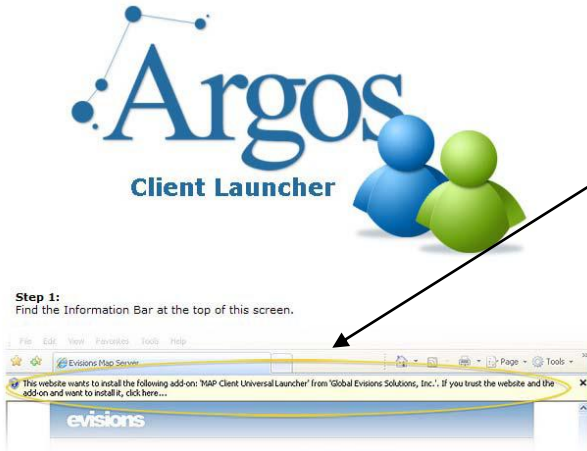 Argos
Client Launcher
Step 1:
Find the Information Bar at the top of this screen.
File Edit View Favorites Tools Help
Evisions Map Server
Page Tools
This website wants to install the following add-on: 'MAP Client Universal Launcher' from 'Global Evisions Solutions, Inc.'. If you trust the website and the
add-on and want to install it, click here...
evisions